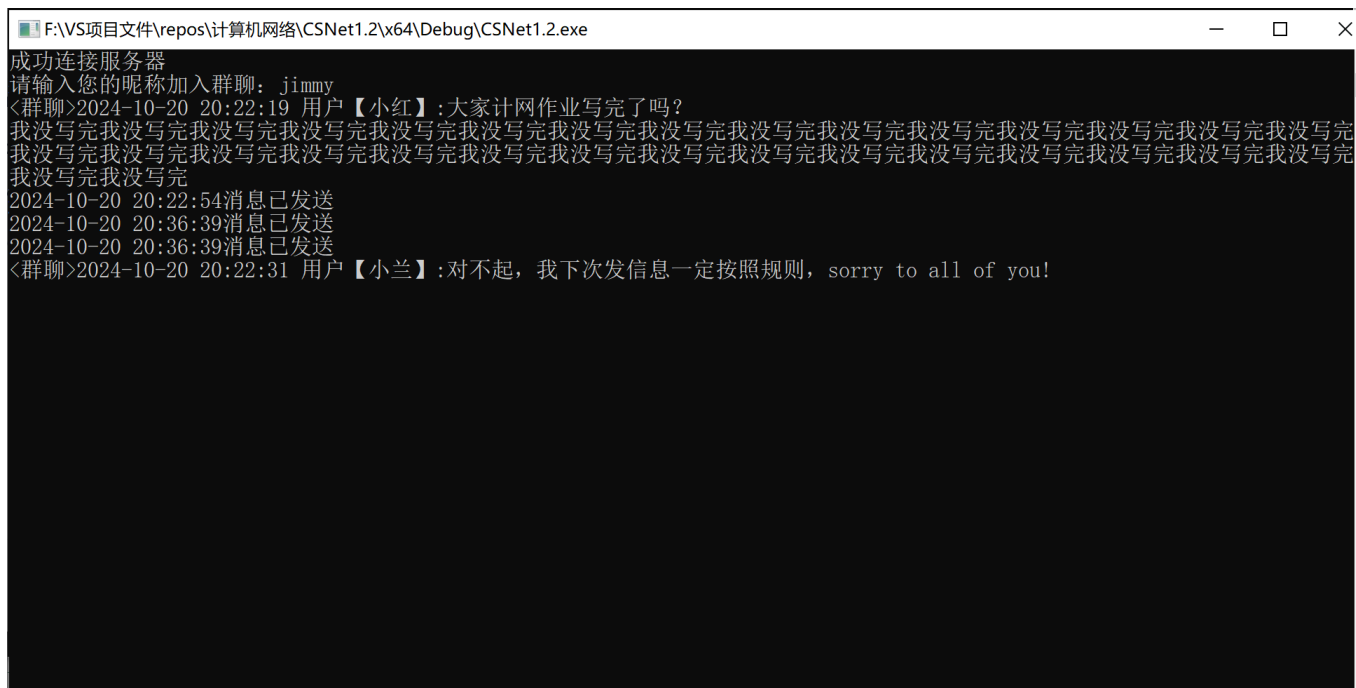 F:\VS项目文件\repos\计算机网络\CSNet1.2\x64\Debug\CSNet1.2.exe
成功连接服务器
请输入您的昵称加入群聊：jimmy
<群聊>2024-10-20 20:22:19 用户【小红】:大家计网作业写完了吗？
我没写完我没写完我没写完我没写完我没写完我没写完我没写完我没写完我没写完我没写完我没写完我没写完我没写完我没写完我没写完
我没写完我没写完我没写完我没写完我没写完我没写完我没写完我没写完我没写完我没写完我没写完我没写完我没写完我没写完我没写完
我没写完我没写完
2024-10-20 20:22:54消息已发送
2024-10-20 20:36:39消息已发送
2024-10-20 20:36:39消息已发送
<群聊>2024-10-20 20:22:31 用户【小兰】:对不起，我下次发信息一定按照规则，sorry to all of you!